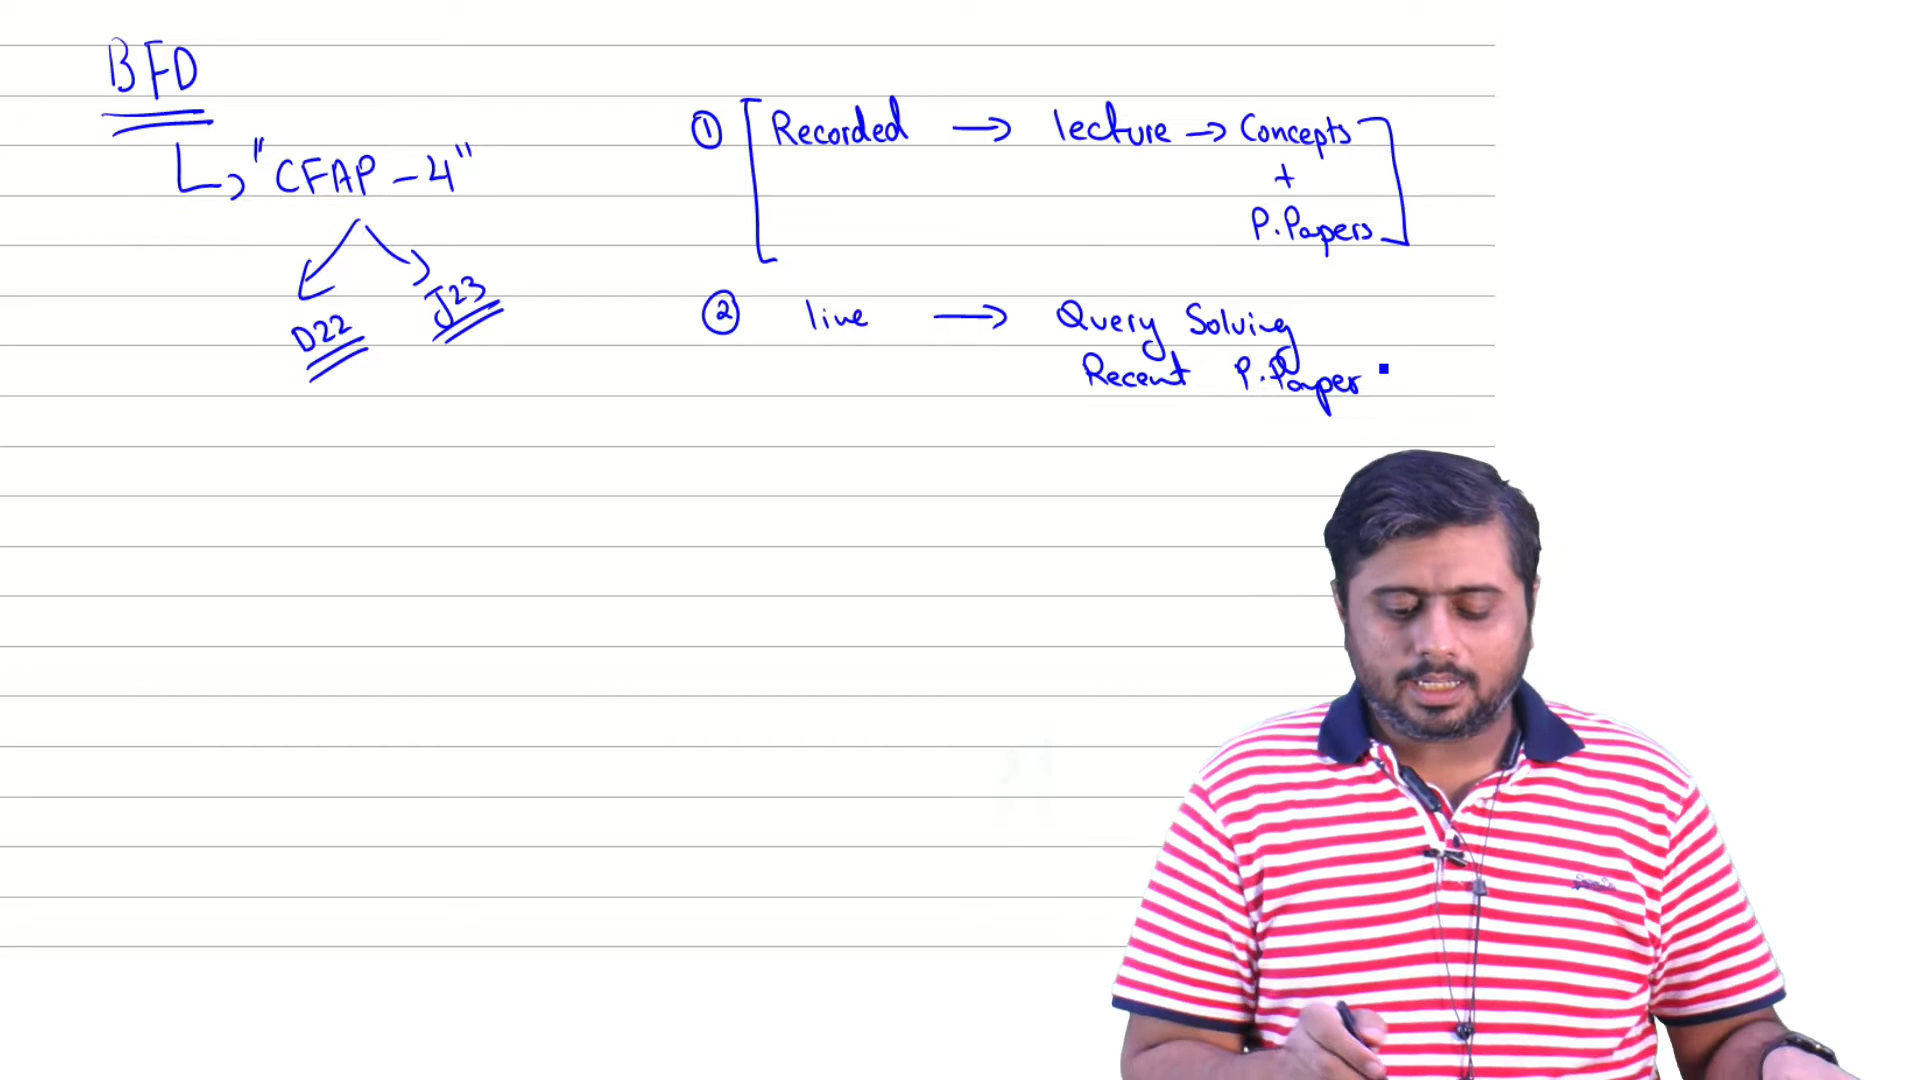 BFD
"CFAP-4"
D22
J23
① Recorded → lecture → Concepts
+
P.Papers
② live → Query Solving
Recent P.Paper